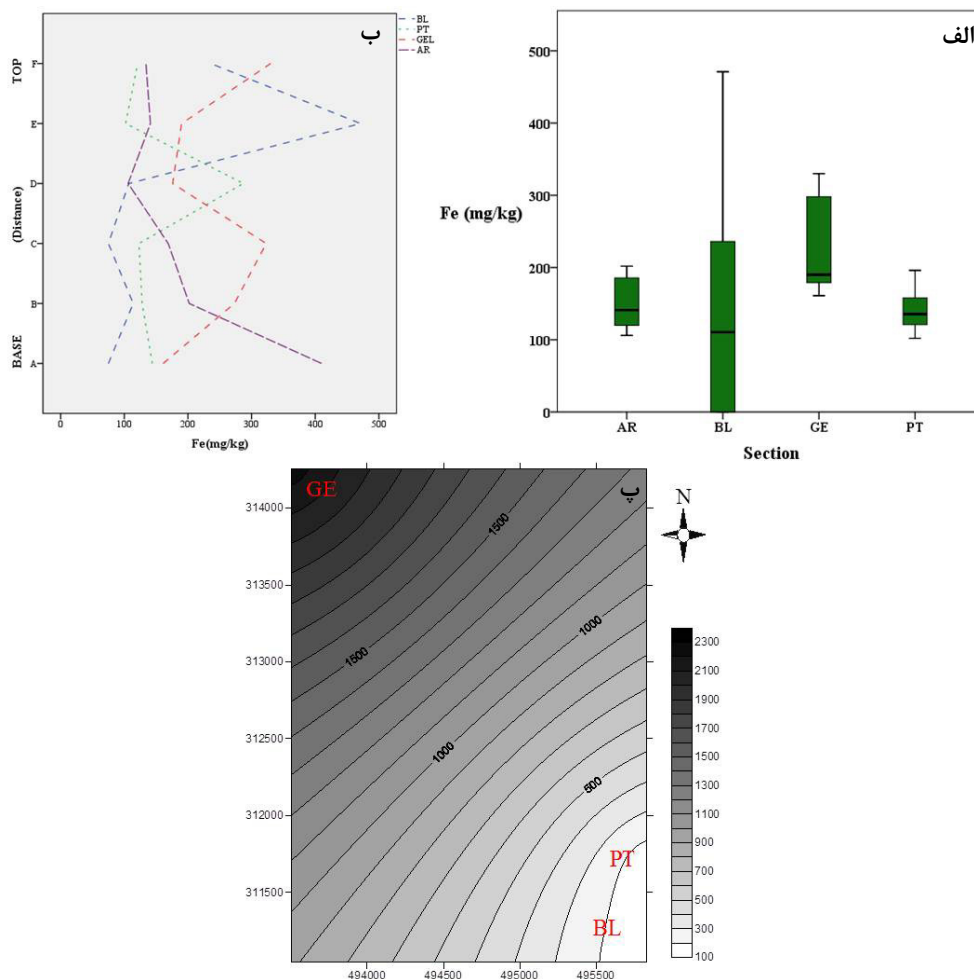 ب
BL
PT
GEL
AR
TOP
(Distance)
BASE
F
E
D
C
B
A
0 100 200 300 400 500
Fe(mg/kg)
الف
Fe (mg/kg)
500
400
300
200
100
0
AR BL GE PT
Section
پ
GE
PT
BL
1500
1500
1000
1000
500
314000
313500
313000
312500
312000
311500
494000 494500 495000 495500
N
2300
2100
1900
1700
1500
1300
1100
900
700
500
300
100